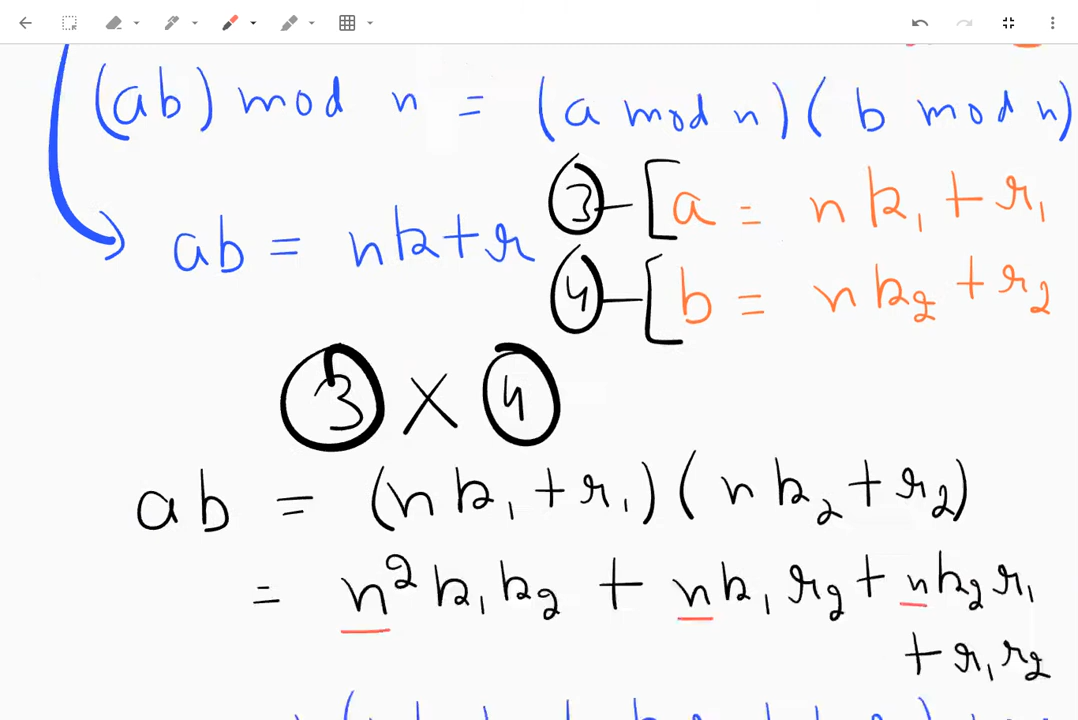 (ab) mod n = (a mod n)(b mod n)
③ - [a = nk₁ + r₁
ab = nk+r
④ - [b = nk₂ + r₂
③ X ④
ab = (nk₁ + r₁)(nk₂ + r₂)
= n²k₁k₂ + nk₁r₂ + nk₂r₁
+ r₁r₂